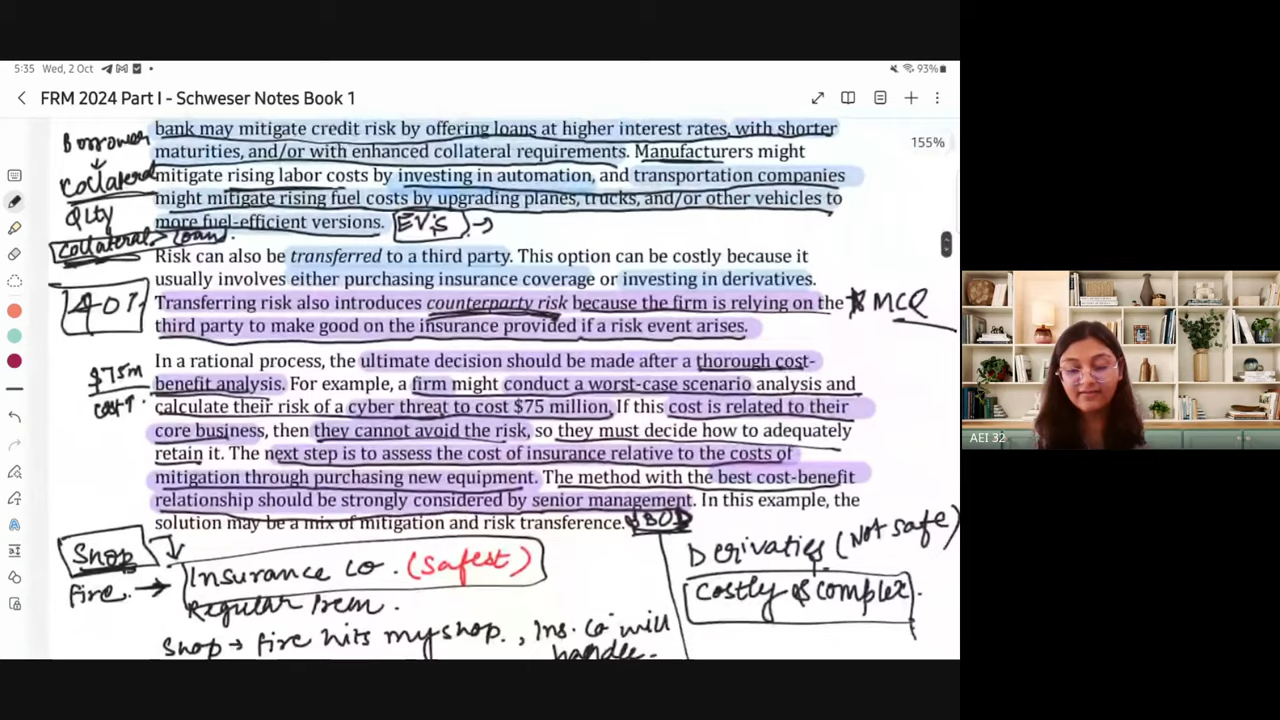 5:35 Wed, 2 Oct
93%
FRM 2024 Part I - Schweser Notes Book 1
155%
bank may mitigate credit risk by offering loans at higher interest rates, with shorter
maturities, and/or with enhanced collateral requirements. Manufacturers might
mitigate rising labor costs by investing in automation, and transportation companies
might mitigate rising fuel costs by upgrading planes, trucks, and/or other vehicles to
more fuel-efficient versions. EV's
Borrower
Collateral
Qlty
Collateral > Loan.
Risk can also be transferred to a third party. This option can be costly because it
usually involves either purchasing insurance coverage or investing in derivatives.
Transferring risk also introduces counterparty risk because the firm is relying on the
third party to make good on the insurance provided if a risk event arises.
MCQ
In a rational process, the ultimate decision should be made after a thorough cost-
benefit analysis. For example, a firm might conduct a worst-case scenario analysis and
calculate their risk of a cyber threat to cost $75 million. If this cost is related to their
core business, then they cannot avoid the risk, so they must decide how to adequately
retain it. The next step is to assess the cost of insurance relative to the costs of
mitigation through purchasing new equipment. The method with the best cost-benefit
relationship should be strongly considered by senior management. In this example, the
solution may be a mix of mitigation and risk transference. BOD
$75m
cost↑.
Shop
fire. →
Insurance co. (safest)
Regular Prem.
Shop → fire hits my shop., Ins. Co will
handle.
Derivaties (Not safe)
Costly & complex.
AEI 32